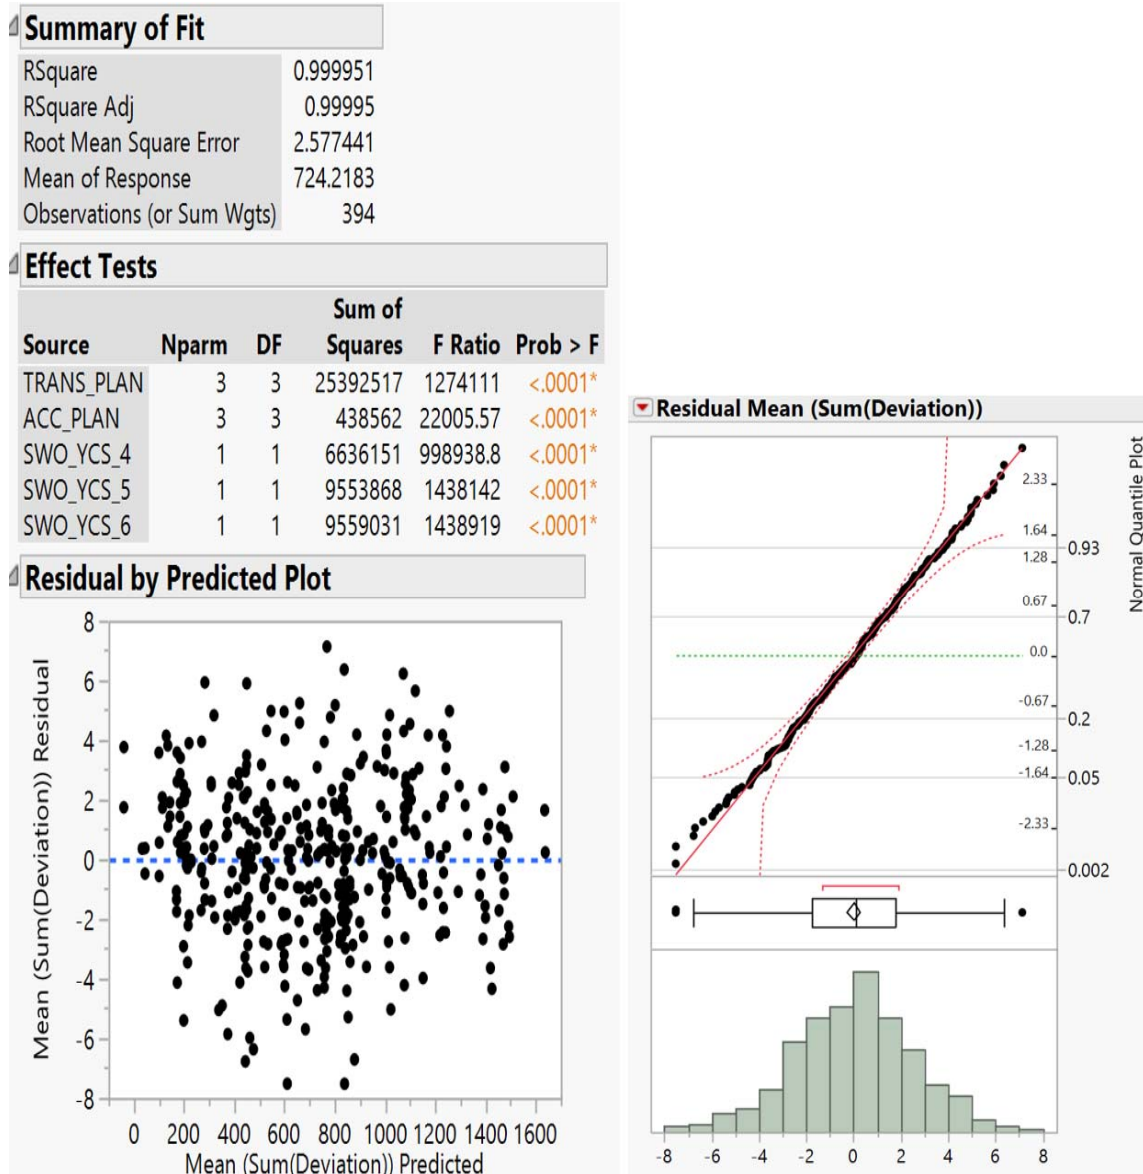 Summary of Fit
RSquare 0.999951
RSquare Adj 0.99995
Root Mean Square Error 2.577441
Mean of Response 724.2183
Observations (or Sum Wgts) 394
Effect Tests
Sum of
Source Nparm DF Squares F Ratio Prob > F
TRANS_PLAN 3 3 25392517 1274111 <.0001*
ACC_PLAN 3 3 438562 22005.57 <.0001*
SWO_YCS_4 1 1 6636151 998938.8 <.0001*
SWO_YCS_5 1 1 9553868 1438142 <.0001*
SWO_YCS_6 1 1 9559031 1438919 <.0001*
Residual by Predicted Plot
Mean (Sum(Deviation)) Residual
8
6
4
2
0
-2
-4
-6
-8
0 200 400 600 800 1000 1200 1400 1600
Mean (Sum(Deviation)) Predicted
Residual Mean (Sum(Deviation))
2.33
1.64
1.28
0.67
0.0
-0.67
-1.28
-1.64
-2.33
0.93
0.7
0.2
0.05
0.002
Normal Quantile Plot
-8 -6 -4 -2 0 2 4 6 8